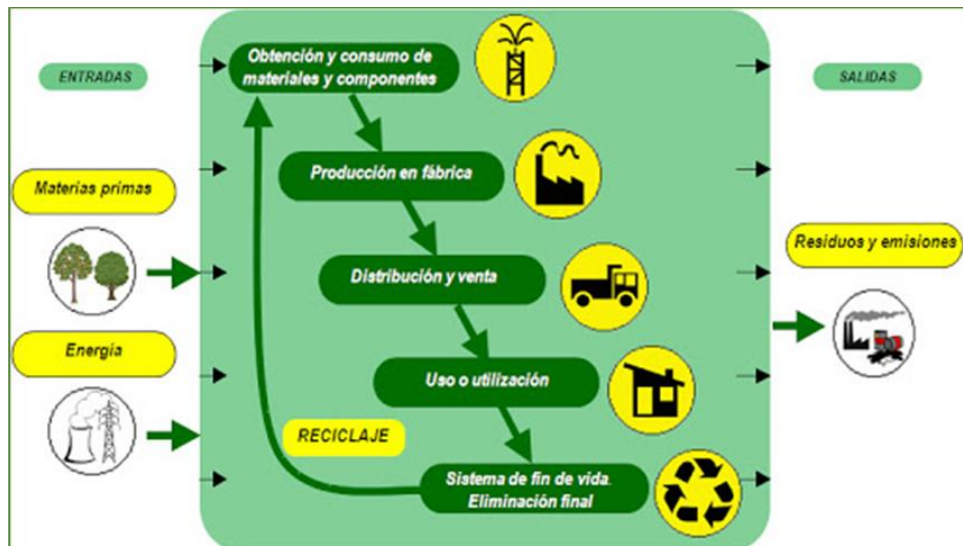 ENTRADAS
Obtención y consumo de
materiales y componentes
SALIDAS
Materias primas
Producción en fábrica
Residuos y emisiones
Distribución y venta
Energía
Uso o utilización
RECICLAJE
Sistema de fin de vida.
Eliminación final